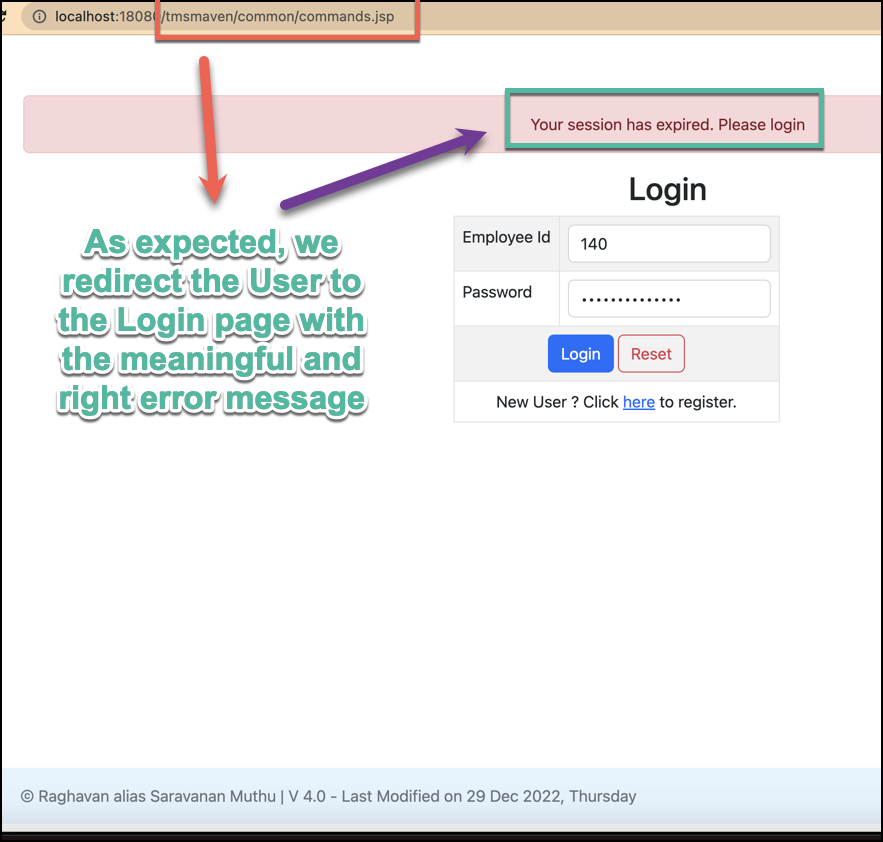 localhost:18080/tmsmaven/common/commands.jsp
Your session has expired. Please login
Login
As expected, we
redirect the User to
the Login page with
the meaningful and
right error message
Employee Id
140
Password
••••••••••••••
Login
Reset
New User ? Click here to register.
© Raghavan alias Saravanan Muthu | V 4.0 - Last Modified on 29 Dec 2022, Thursday